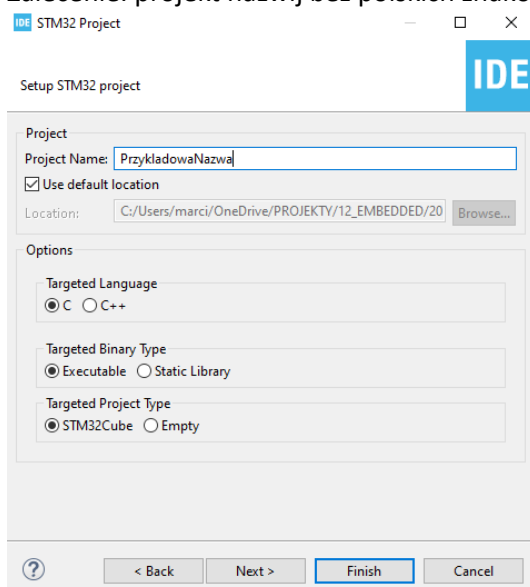 IDE STM32 Project
IDE
Setup STM32 project
Project
Project Name: PrzykladowaNazwa
Use default location
Location: C:/Users/marci/OneDrive/PROJEKTY/12_EMBEDDED/20 Browse...
Options
Targeted Language
C C++
Targeted Binary Type
Executable Static Library
Targeted Project Type
STM32Cube Empty
? < Back Next > Finish Cancel